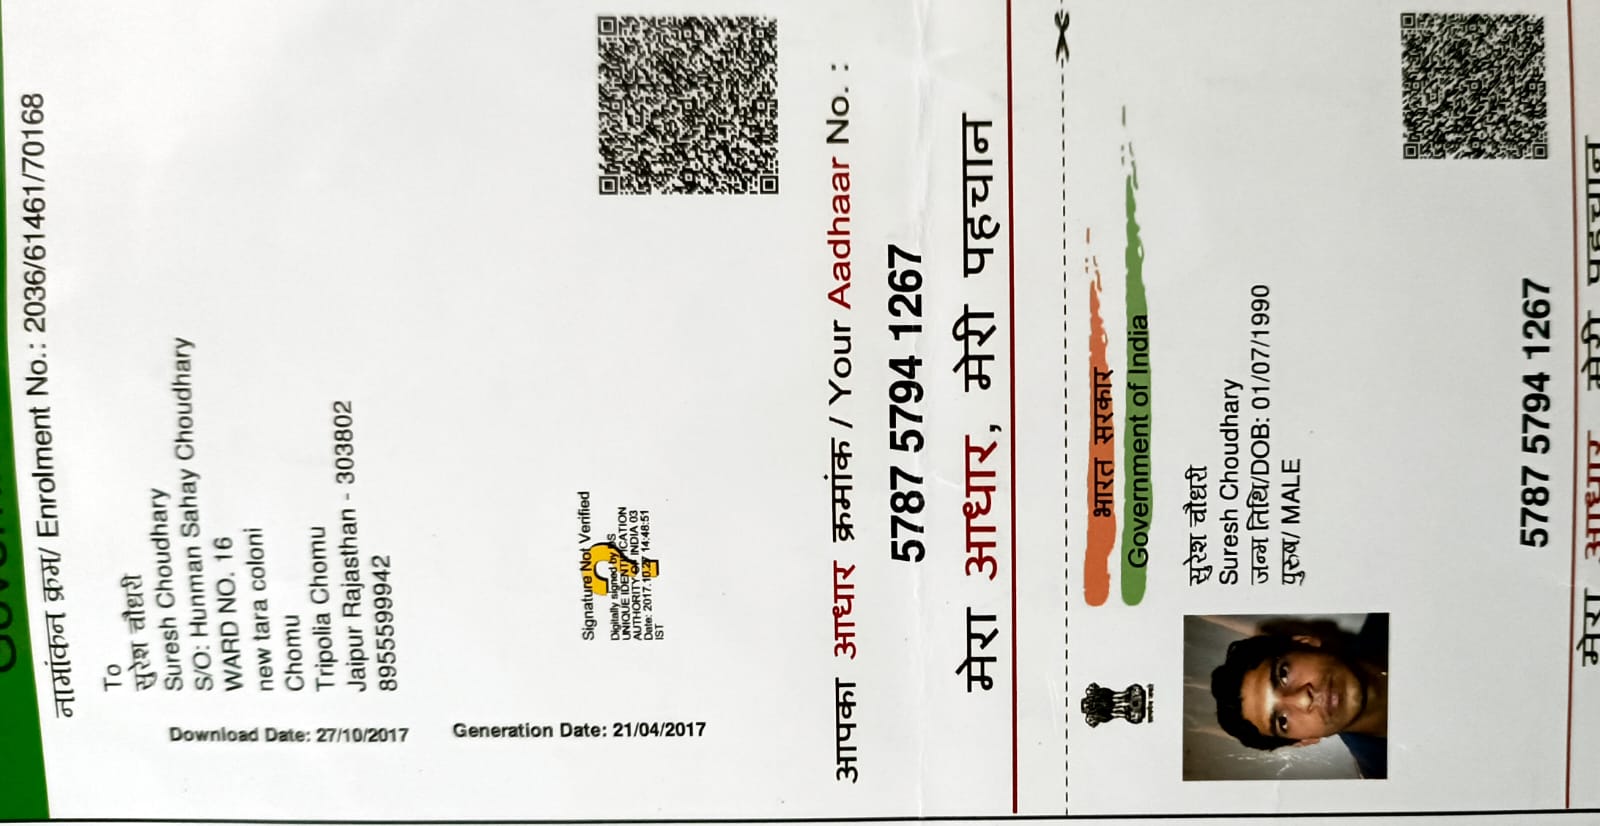 नामांकन क्रम/ Enrolment No.: 2036/61461/70168
To
सुरेश चौधरी
Suresh Choudhary
S/O: Hunman Sahay Choudhary
WARD NO. 16
new tara coloni
Chomu
Tripolia Chomu
Jaipur Rajasthan - 303802
8955599942
Download Date: 27/10/2017
Generation Date: 21/04/2017
Signature Not Verified
Digitally signed by DS
UNIQUE IDENTIFICATION
AUTHORITY OF INDIA 03
Date: 2017.10.27 14:48:51
IST
आपका आधार क्रमांक / Your Aadhaar No. :
5787 5794 1267
मेरा आधार, मेरी पहचान
भारत सरकार
Government of India
सुरेश चौधरी
Suresh Choudhary
जन्म तिथि/DOB: 01/07/1990
पुरुष/ MALE
5787 5794 1267
मेरा आधार, मेरी पहचान